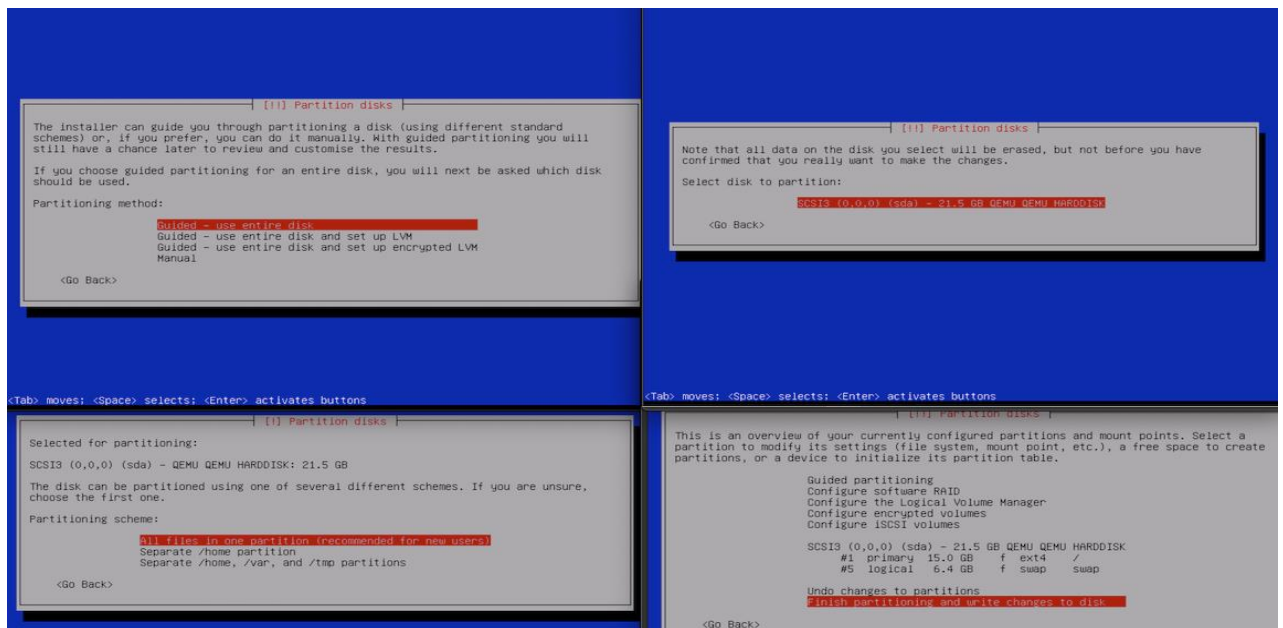 [!!] Partition disks
The installer can guide you through partitioning a disk (using different standard
schemes) or, if you prefer, you can do it manually. With guided partitioning you will
still have a chance later to review and customise the results.
If you choose guided partitioning for an entire disk, you will next be asked which disk
should be used.
Partitioning method:
Guided - use entire disk
Guided - use entire disk and set up LVM
Guided - use entire disk and set up encrypted LVM
Manual
<Go Back>
<Tab> moves; <Space> selects; <Enter> activates buttons
[!!] Partition disks
Note that all data on the disk you select will be erased, but not before you have
confirmed that you really want to make the changes.
Select disk to partition:
SCSI3 (0,0,0) (sda) - 21.5 GB QEMU QEMU HARDDISK
<Go Back>
<Tab> moves; <Space> selects; <Enter> activates buttons
[!] Partition disks
Selected for partitioning:
SCSI3 (0,0,0) (sda) - QEMU QEMU HARDDISK: 21.5 GB
The disk can be partitioned using one of several different schemes. If you are unsure,
choose the first one.
Partitioning scheme:
All files in one partition (recommended for new users)
Separate /home partition
Separate /home, /var, and /tmp partitions
<Go Back>
[!!] Partition disks
This is an overview of your currently configured partitions and mount points. Select a
partition to modify its settings (file system, mount point, etc.), a free space to create
partitions, or a device to initialize its partition table.
Guided partitioning
Configure software RAID
Configure the Logical Volume Manager
Configure encrypted volumes
Configure iSCSI volumes
SCSI3 (0,0,0) (sda) - 21.5 GB QEMU QEMU HARDDISK
#1 primary 15.0 GB f ext4 /
#5 logical 6.4 GB f swap swap
Undo changes to partitions
Finish partitioning and write changes to disk
<Go Back>